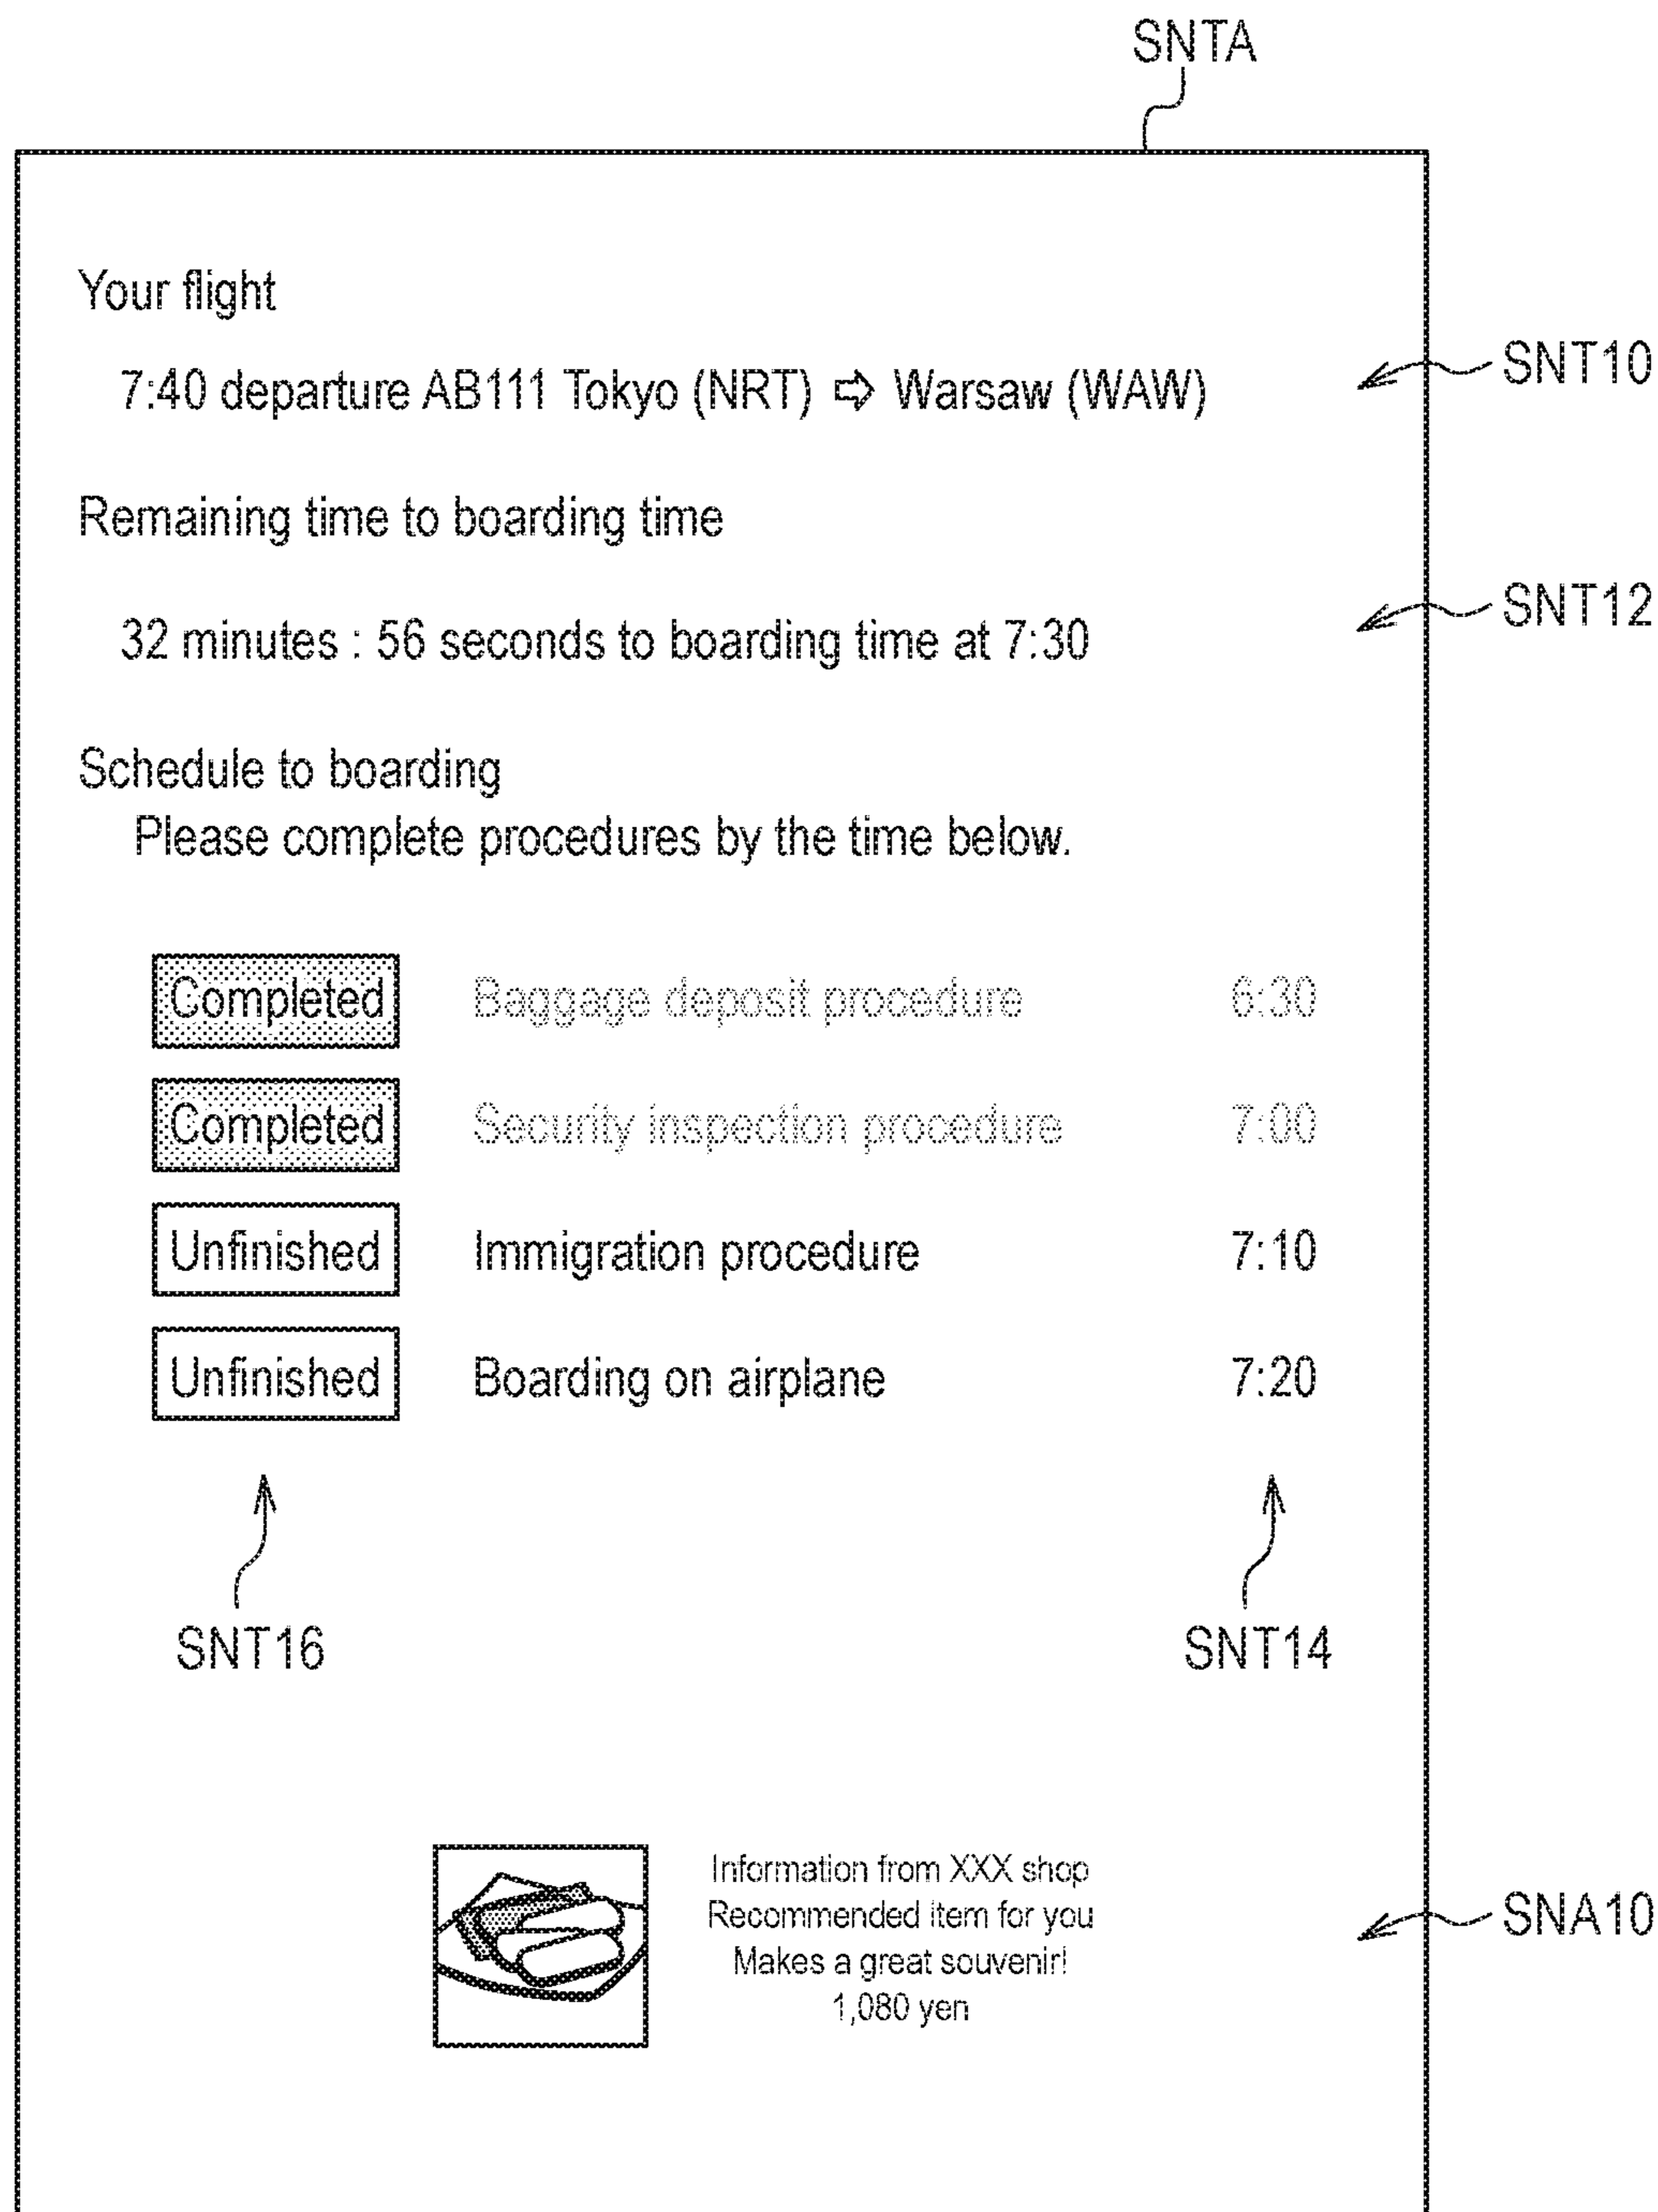 SNTA
Your flight
7:40 departure AB111 Tokyo (NRT) ⇨ Warsaw (WAW)
SNT10
Remaining time to boarding time
32 minutes : 56 seconds to boarding time at 7:30
SNT12
Schedule to boarding
Please complete procedures by the time below.
Completed Baggage deposit procedure 6:30
Completed Security inspection procedure 7:00
Unfinished Immigration procedure 7:10
Unfinished Boarding on airplane 7:20
SNT16 SNT14
Information from XXX shop
Recommended item for you
Makes a great souvenir!
1,080 yen
SNA10